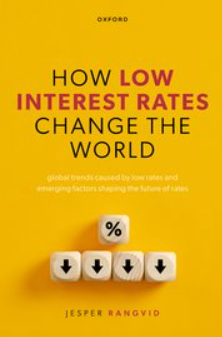 OXFORD
HOW LOW
INTEREST RATES
CHANGE THE
WORLD
global trends caused by low rates and
emerging factors shaping the future of rates
%
JESPER RANGVID